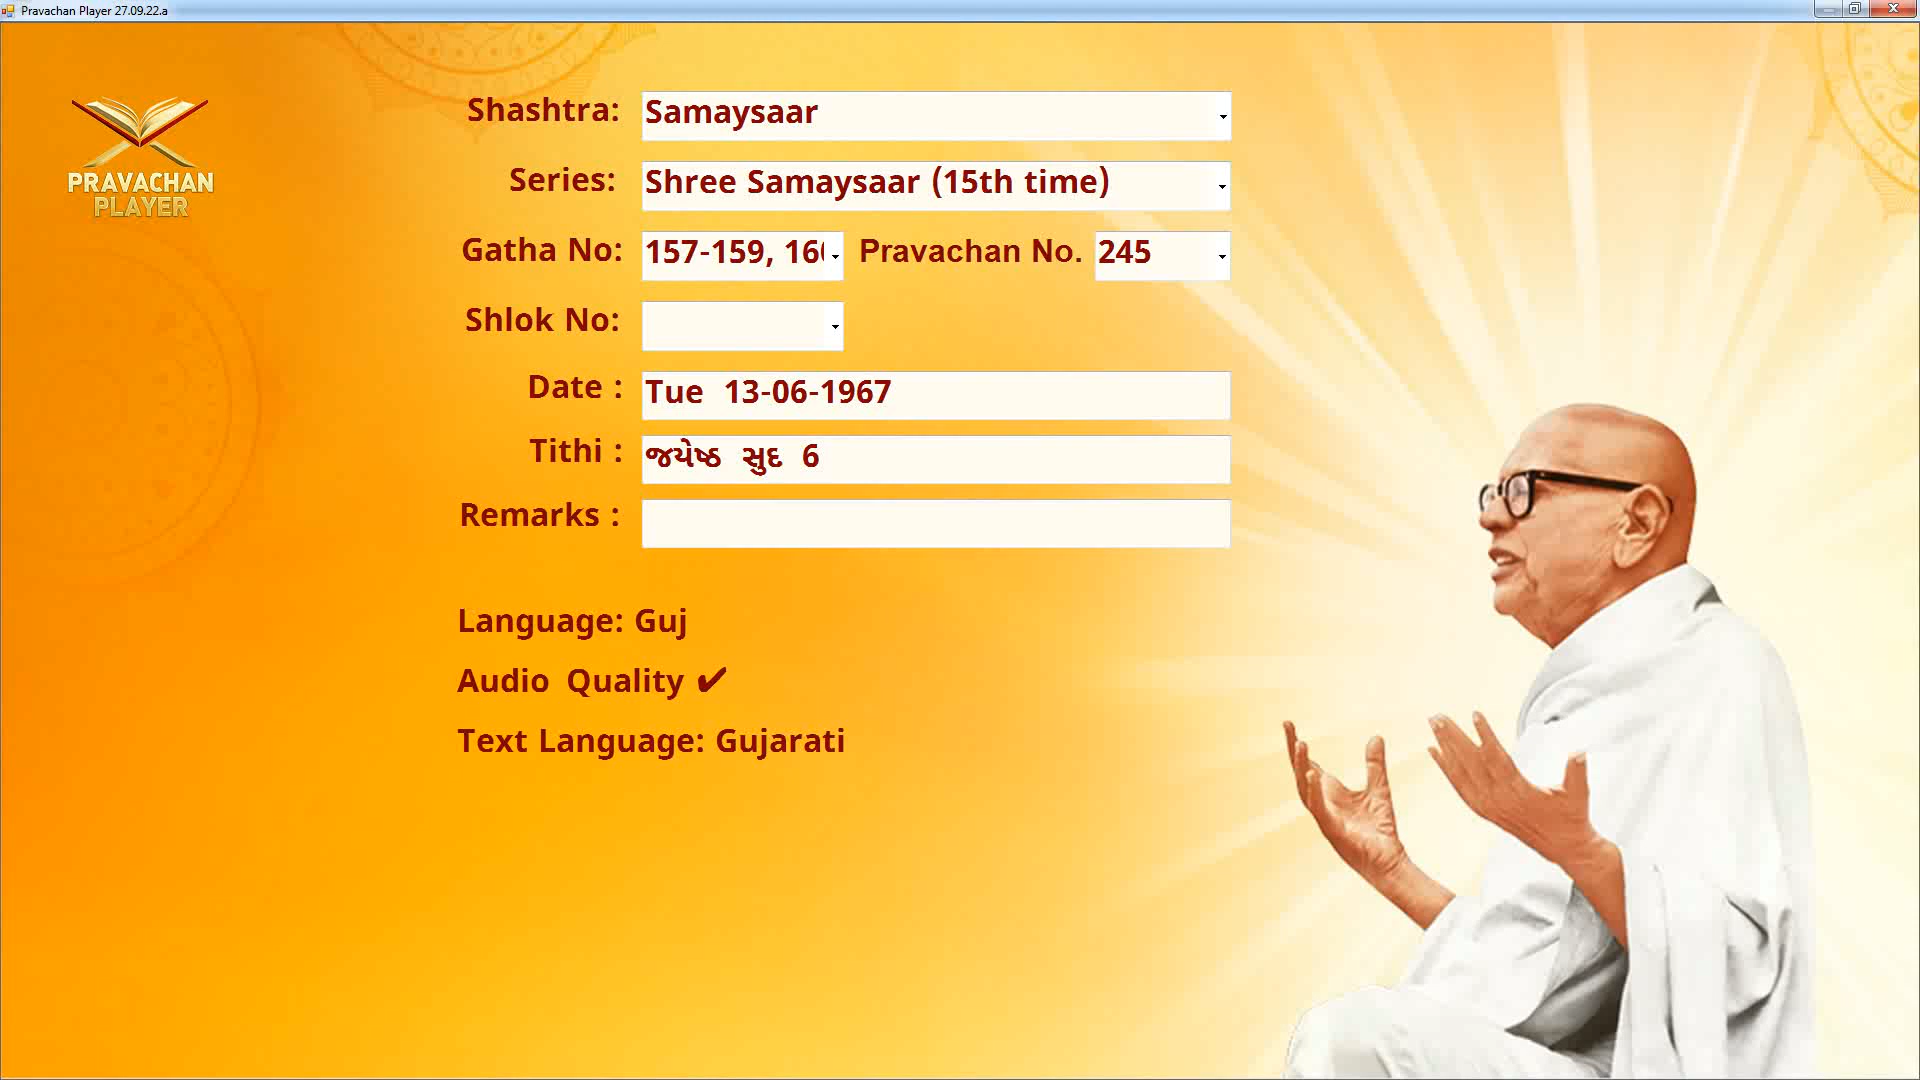 Pravachan Player 27.09.22.a
PRAVACHAN
PLAYER
Shashtra: Samaysaar
Series: Shree Samaysaar (15th time)
Gatha No: 157-159, 160 Pravachan No. 245
Shlok No:
Date : Tue 13-06-1967
Tithi : જયેષ્ઠ સુદ 6
Remarks :
Language: Guj
Audio Quality ✔
Text Language: Gujarati